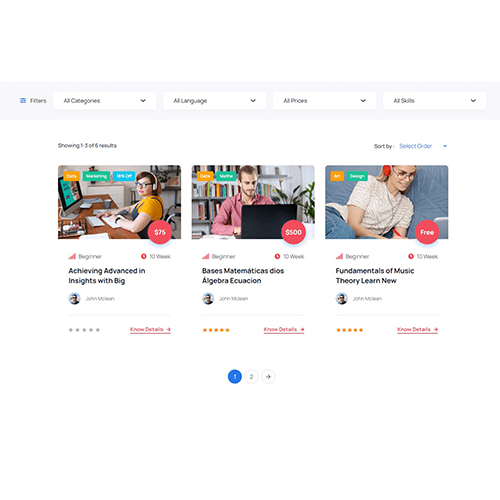 Filters
All Categories
All Language
All Prices
All Skills
Showing 1-3 of 6 results
Sort by :
Select Order
Data
Marketing
16% Off
$75
Beginner
10 Week
Achieving Advanced in
Insights with Big
John Mclean
Know Details
Data
Mathe
$500
Beginner
10 Week
Bases Matemáticas dios
Álgebra Ecuacion
John Mclean
Know Details
Art
Design
Free
Beginner
10 Week
Fundamentals of Music
Theory Learn New
John Mclean
Know Details
1
2